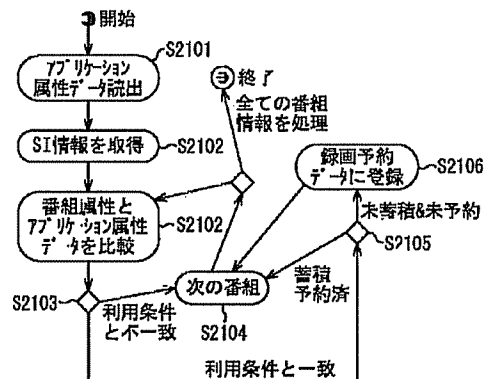 開始
S2101
アプリケーション
属性データ読出
終了
全ての番組
情報を処理
SI情報を取得
S2102
録画予約
データに登録
S2106
番組属性と
アプリケーション属性
データを比較
S2102
未蓄積&未予約
S2105
S2103
利用条件
と不一致
次の番組
蓄積
予約済
S2104
利用条件と一致